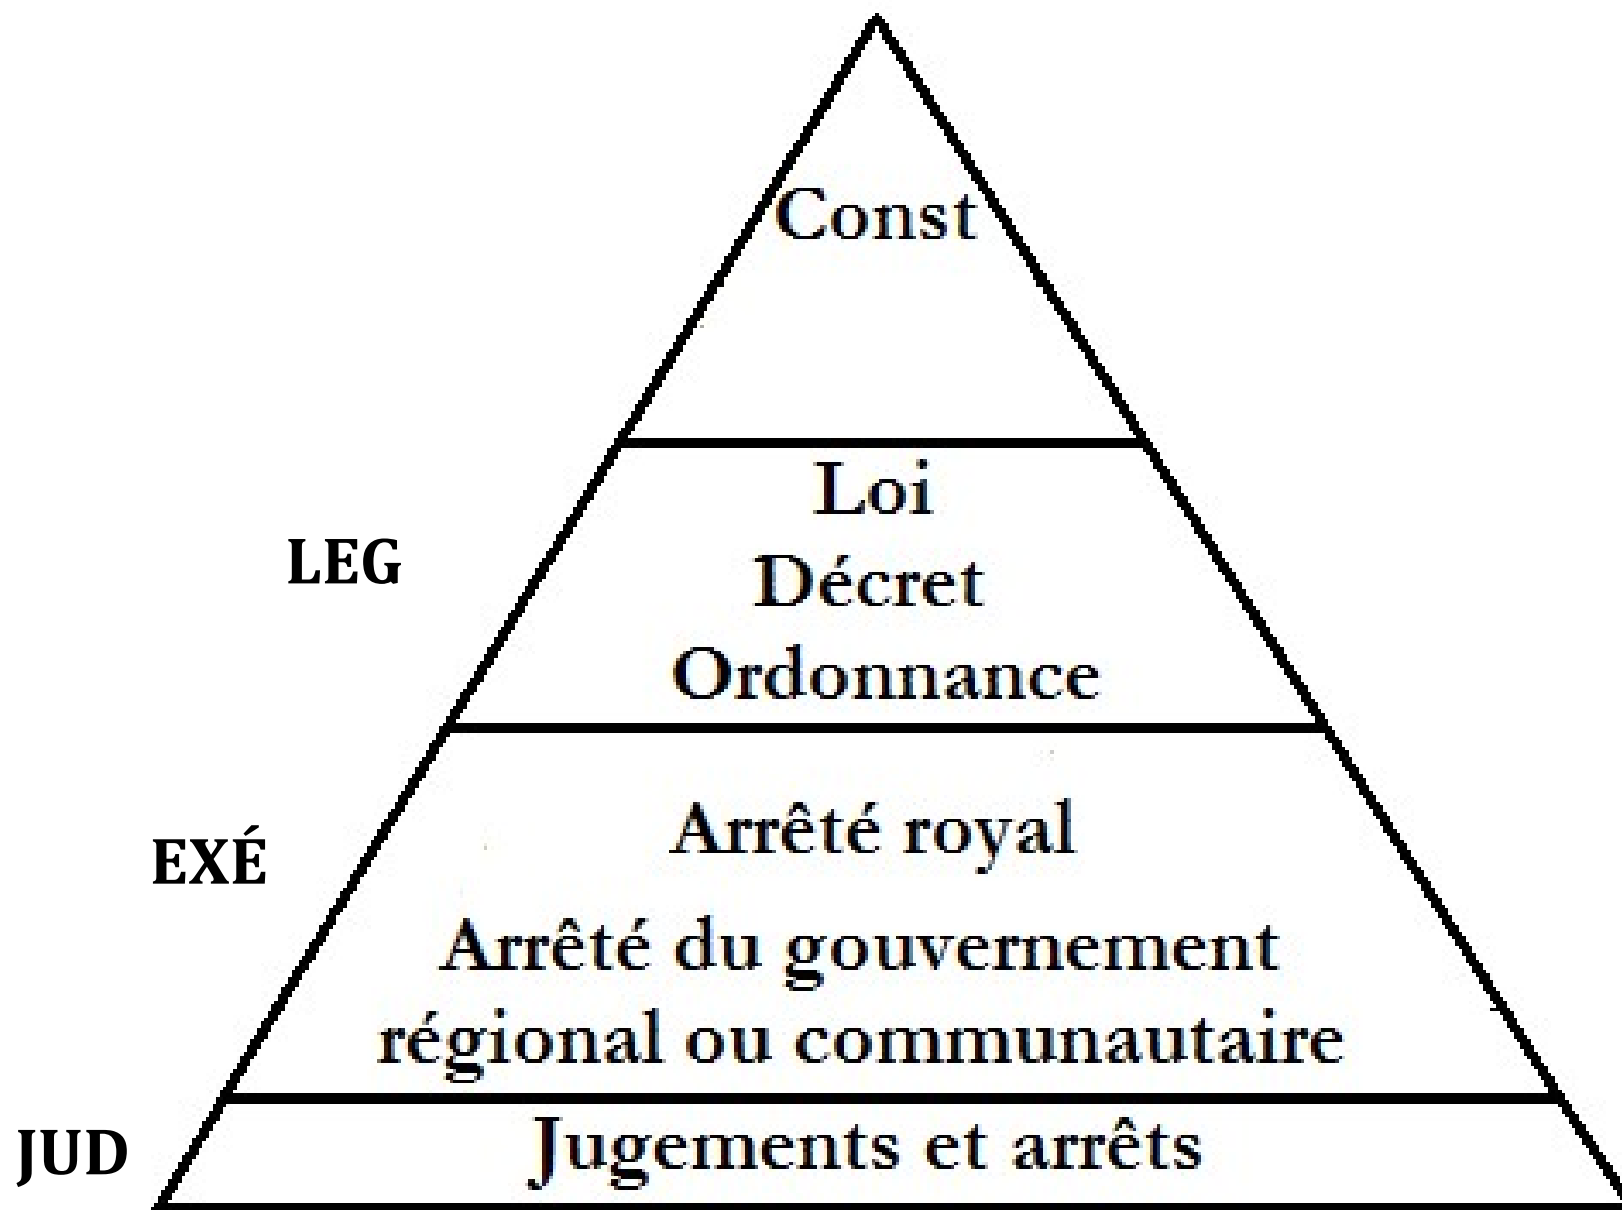 Const
Loi
LEG
Décret
Ordonnance
Arrêté royal
EXÉ
Arrêté du gouvernement
régional ou communautaire
JUD
Jugements et arrêts